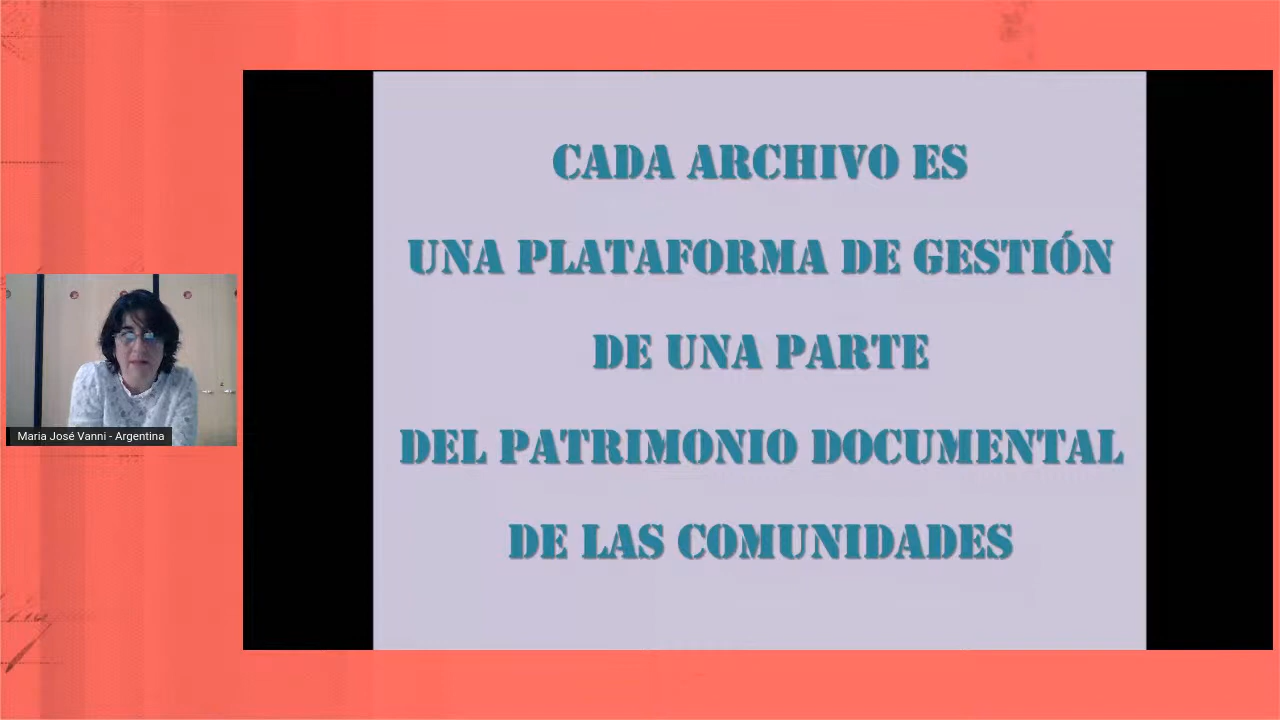 CADA ARCHIVO ES
UNA PLATAFORMA DE GESTIÓN
DE UNA PARTE
DEL PATRIMONIO DOCUMENTAL
DE LAS COMUNIDADES
Maria José Vanni - Argentina